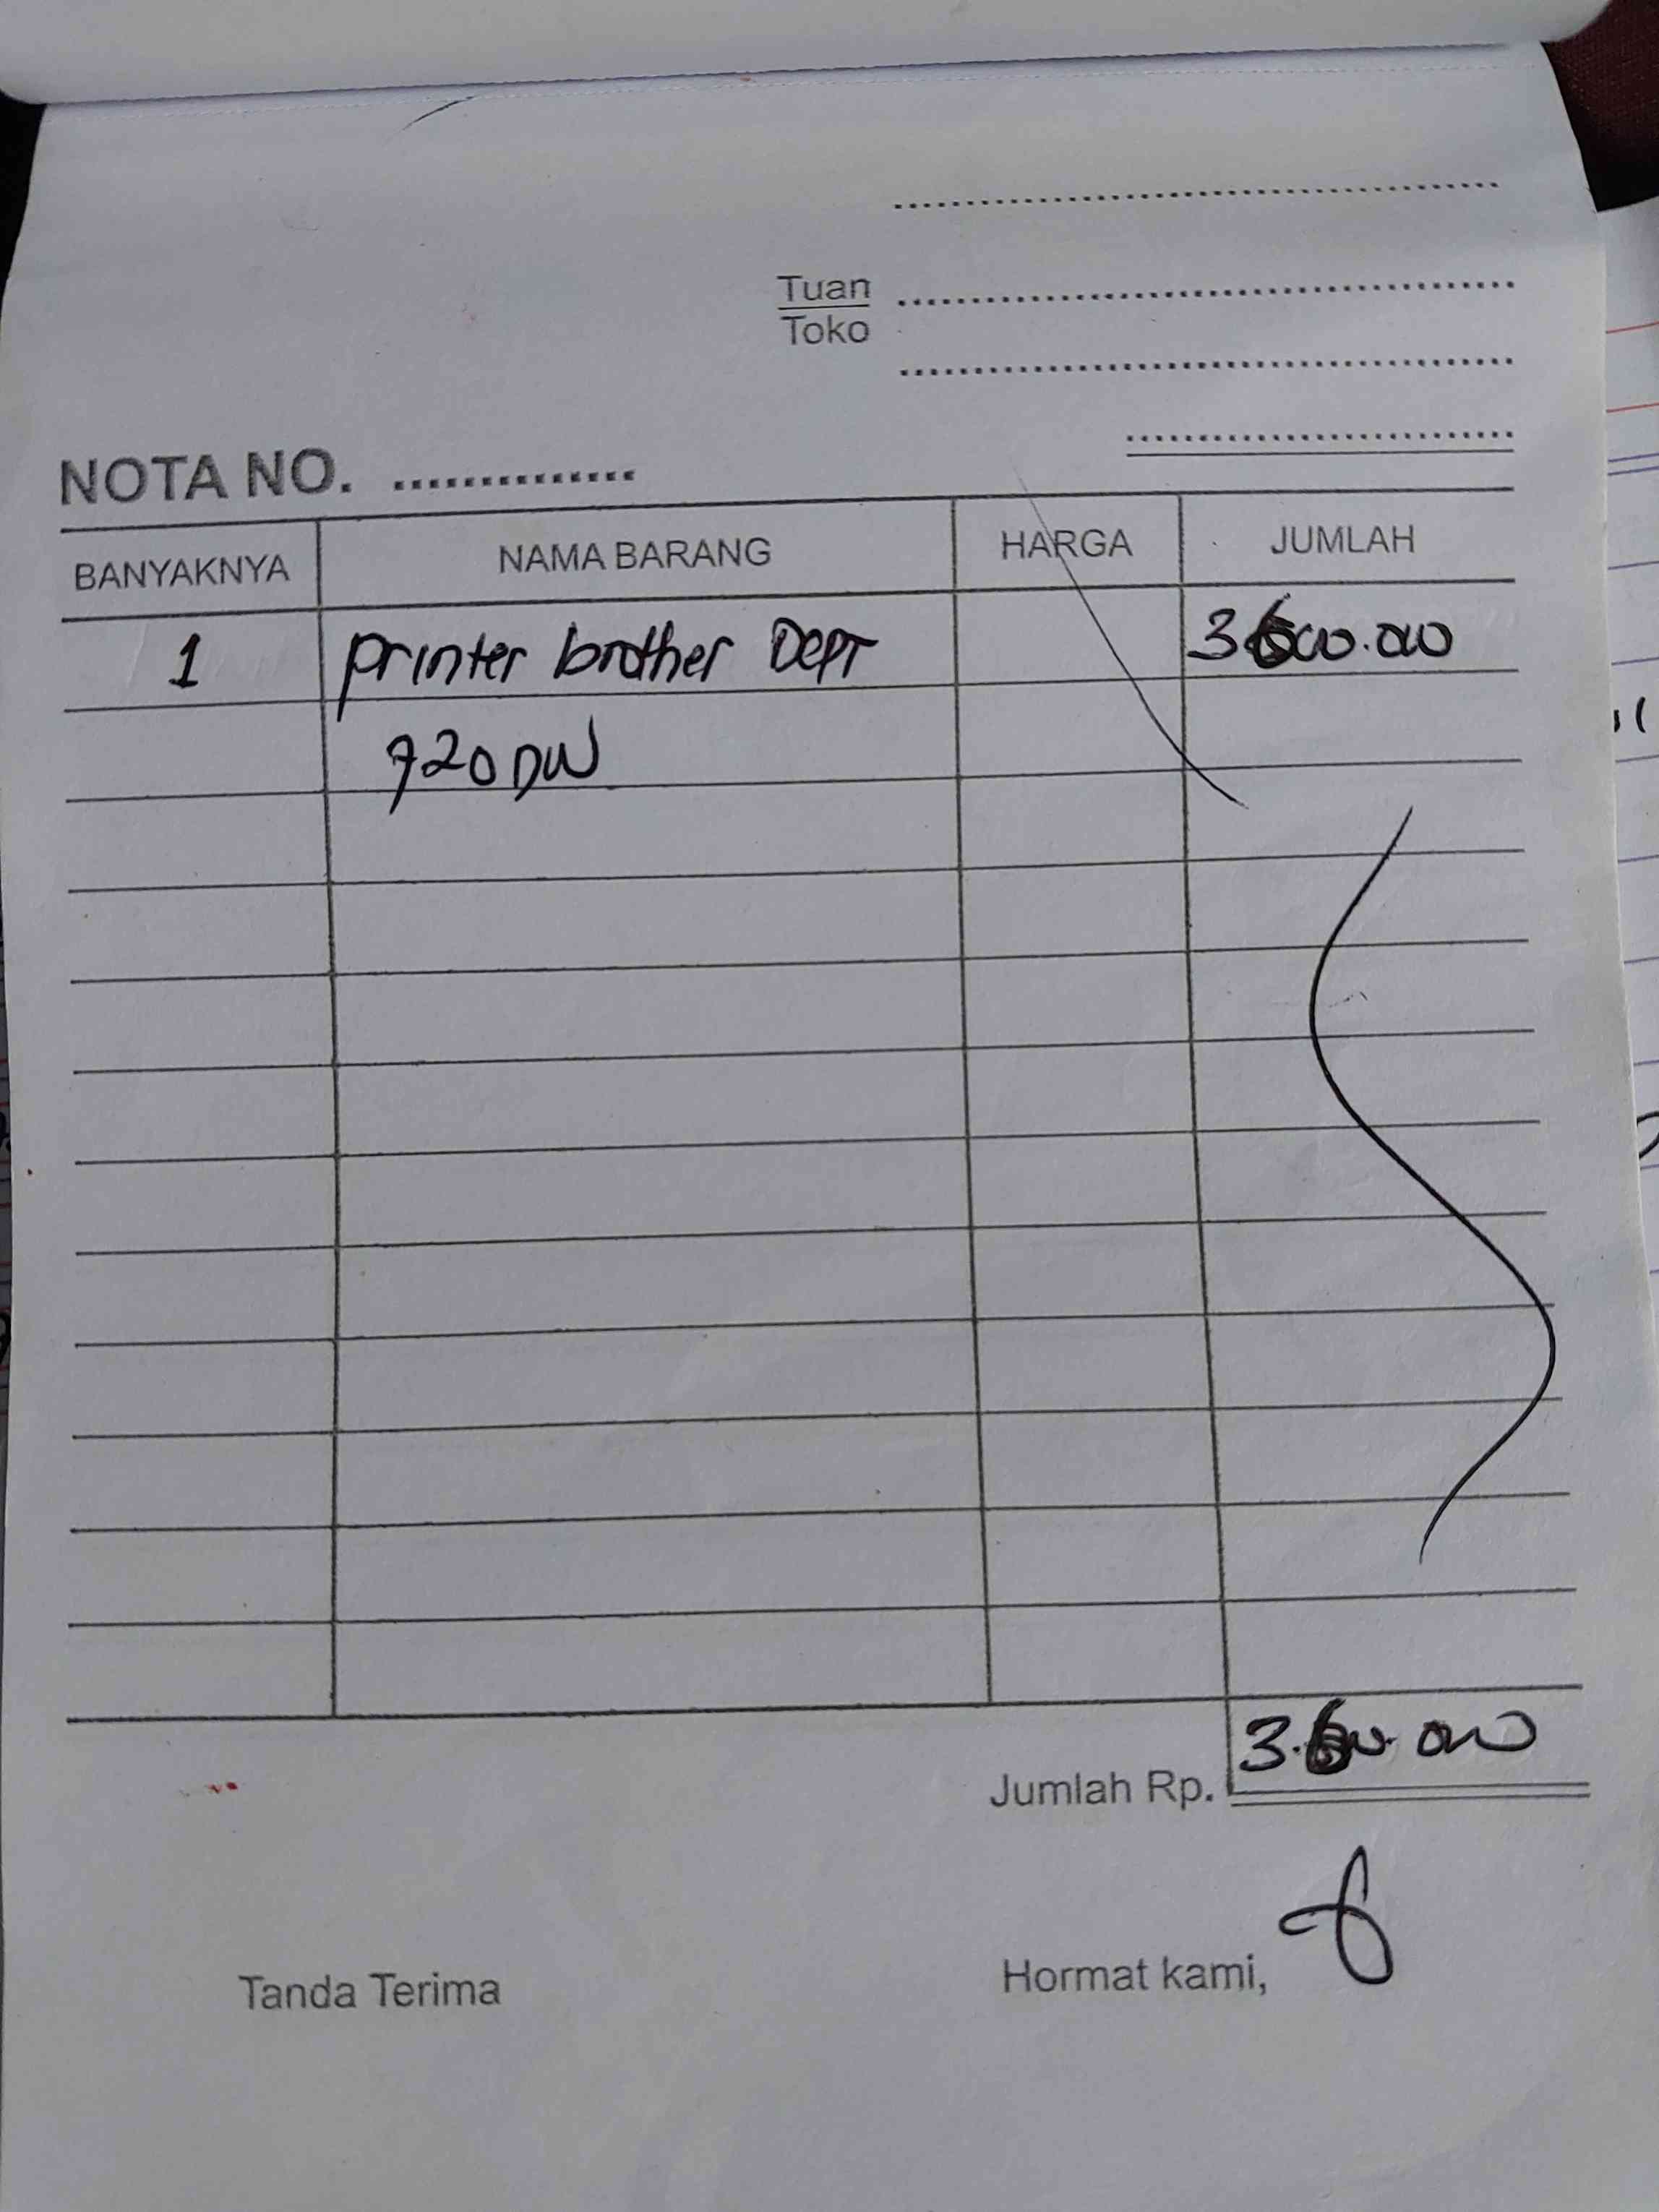 Tuan
Toko
NOTA NO. ..............
BANYAKNYA NAMA BARANG HARGA JUMLAH
1 printer brother DCPT 3.600.000
720DW
Jumlah Rp. 3.600.000
Tanda Terima Hormat kami,